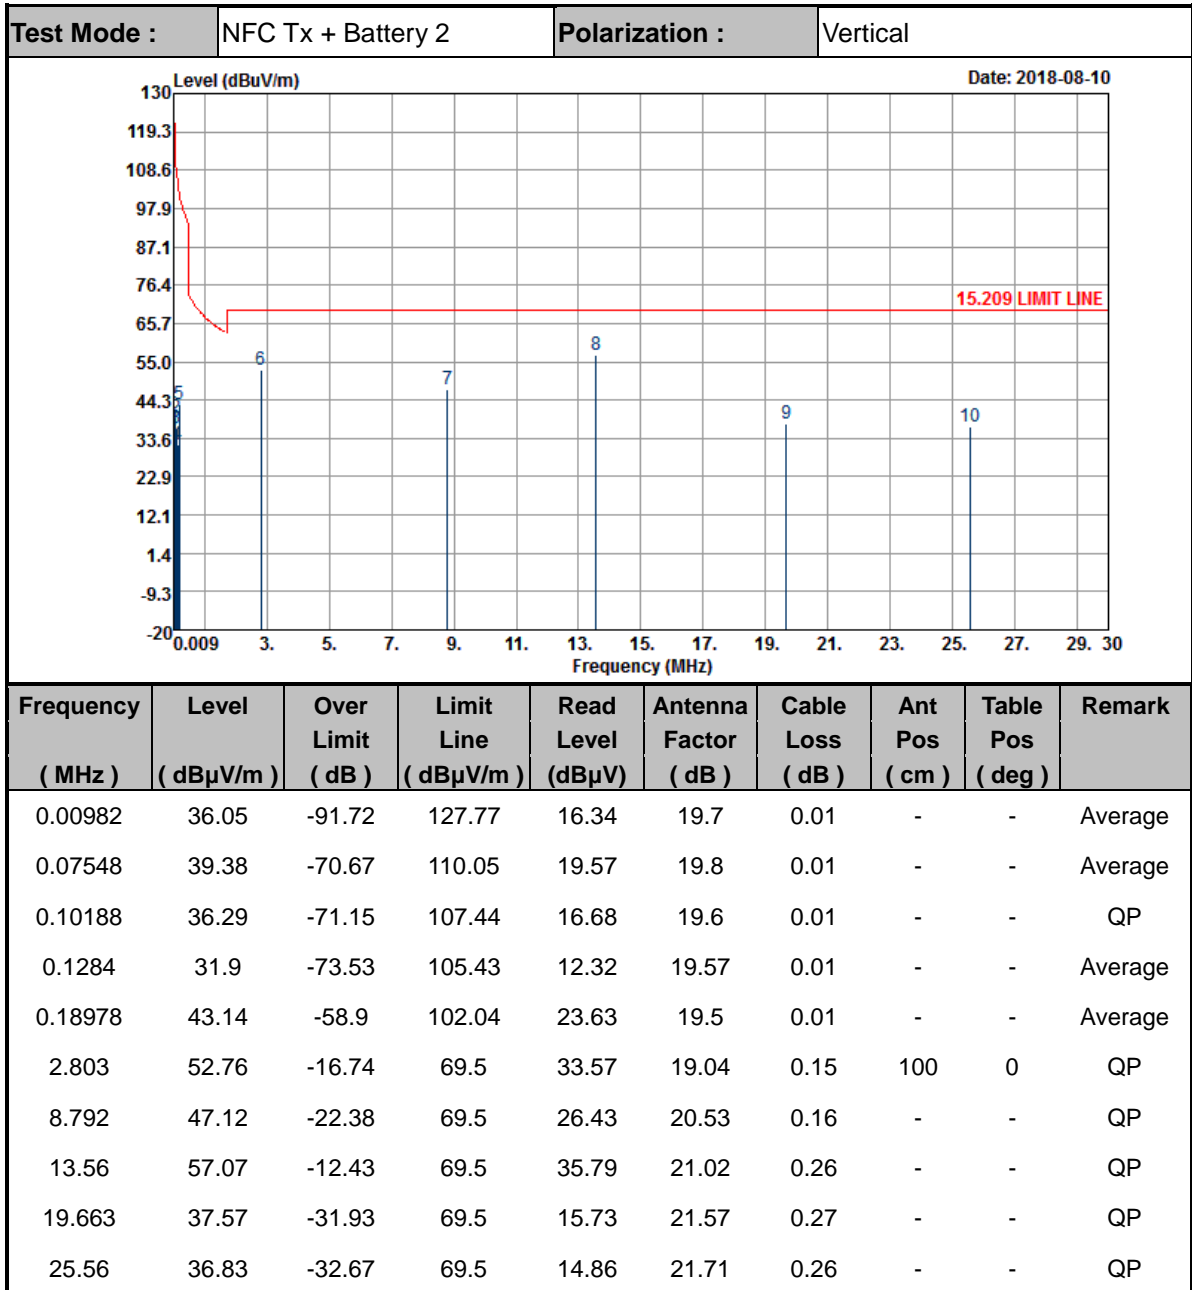 Test Mode : NFC Tx + Battery 2 Polarization : Vertical
Level (dBuV/m) Date: 2018-08-10
130
119.3
108.6
97.9
87.1
76.4
15.209 LIMIT LINE
65.7
8
6
55.0
7
5
44.3
9
10
33.6
22.9
12.1
1.4
-9.3
-20
0.009 3. 5. 7. 9. 11. 13. 15. 17. 19. 21. 23. 25. 27. 29. 30
Frequency (MHz)
Frequency Level Over Limit Read Antenna Cable Ant Table Remark
Limit Line Level Factor Loss Pos Pos
( MHz ) ( dBµV/m ) ( dB ) ( dBµV/m ) (dBµV) ( dB ) ( dB ) ( cm ) ( deg )
0.00982 36.05 -91.72 127.77 16.34 19.7 0.01 - - Average
0.07548 39.38 -70.67 110.05 19.57 19.8 0.01 - - Average
0.10188 36.29 -71.15 107.44 16.68 19.6 0.01 - - QP
0.1284 31.9 -73.53 105.43 12.32 19.57 0.01 - - Average
0.18978 43.14 -58.9 102.04 23.63 19.5 0.01 - - Average
2.803 52.76 -16.74 69.5 33.57 19.04 0.15 100 0 QP
8.792 47.12 -22.38 69.5 26.43 20.53 0.16 - - QP
13.56 57.07 -12.43 69.5 35.79 21.02 0.26 - - QP
19.663 37.57 -31.93 69.5 15.73 21.57 0.27 - - QP
25.56 36.83 -32.67 69.5 14.86 21.71 0.26 - - QP